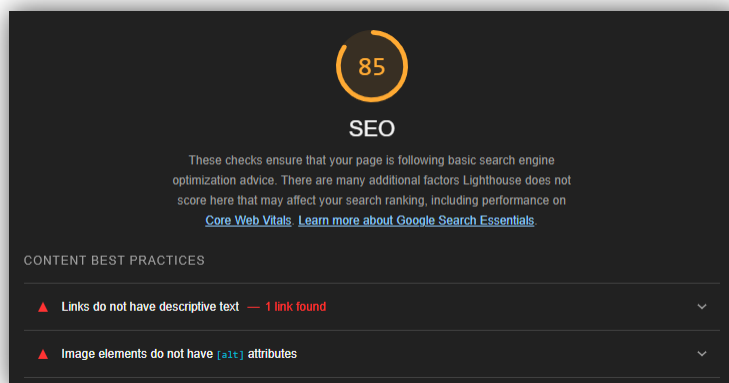 85
SEO
These checks ensure that your page is following basic search engine
optimization advice. There are many additional factors Lighthouse does not
score here that may affect your search ranking, including performance on
Core Web Vitals. Learn more about Google Search Essentials.
CONTENT BEST PRACTICES
Links do not have descriptive text — 1 link found
Image elements do not have [alt] attributes